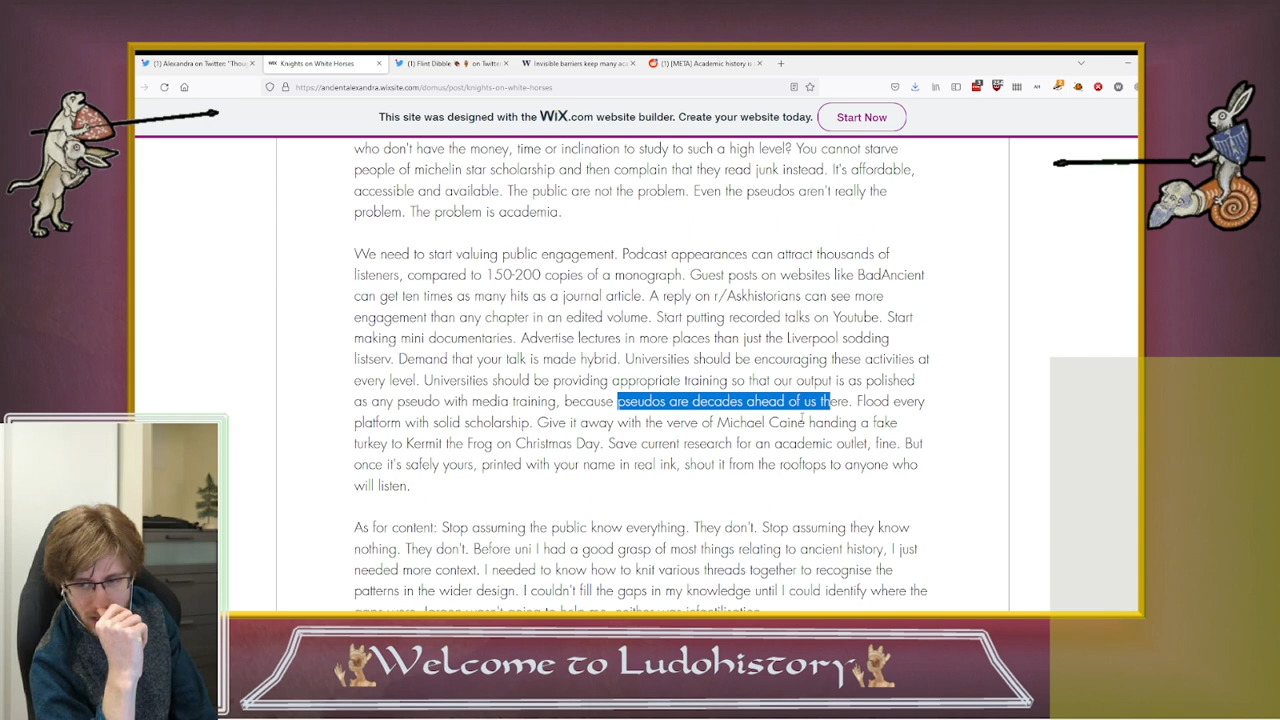 (1) Alexandra on Twitter: "Thou
Knights on White Horses
(1) Flint Dibble
on Twitter
Invisible barriers keep many ac
(1) [META] Academic history is
https://ancientalexandra.wixsite.com/domus/post/knights-on-white-horses
This site was designed with the WiX.com website builder. Create your website today.
Start Now
who don't have the money, time or inclination to study to such a high level? You cannot starve
people of michelin star scholarship and then complain that they read junk instead. It's affordable,
accessible and available. The public are not the problem. Even the pseudos aren't really the
problem. The problem is academia.
We need to start valuing public engagement. Podcast appearances can attract thousands of
listeners, compared to 150-200 copies of a monograph. Guest posts on websites like BadAncient
can get ten times as many hits as a journal article. A reply on r/Askhistorians can see more
engagement than any chapter in an edited volume. Start putting recorded talks on Youtube. Start
making mini documentaries. Advertise lectures in more places than just the Liverpool sodding
listserv. Demand that your talk is made hybrid. Universities should be encouraging these activities at
every level. Universities should be providing appropriate training so that our output is as polished
as any pseudo with media training, because pseudos are decades ahead of us there. Flood every
platform with solid scholarship. Give it away with the verve of Michael Caine handing a fake
turkey to Kermit the Frog on Christmas Day. Save current research for an academic outlet, fine. But
once it's safely yours, printed with your name in real ink, shout it from the rooftops to anyone who
will listen.
As for content: Stop assuming the public know everything. They don't. Stop assuming they know
nothing. They don't. Before uni I had a good grasp of most things relating to ancient history, I just
needed more context. I needed to know how to knit various threads together to recognise the
patterns in the wider design. I couldn't fill the gaps in my knowledge until I could identify where the
Welcome to Ludohistory